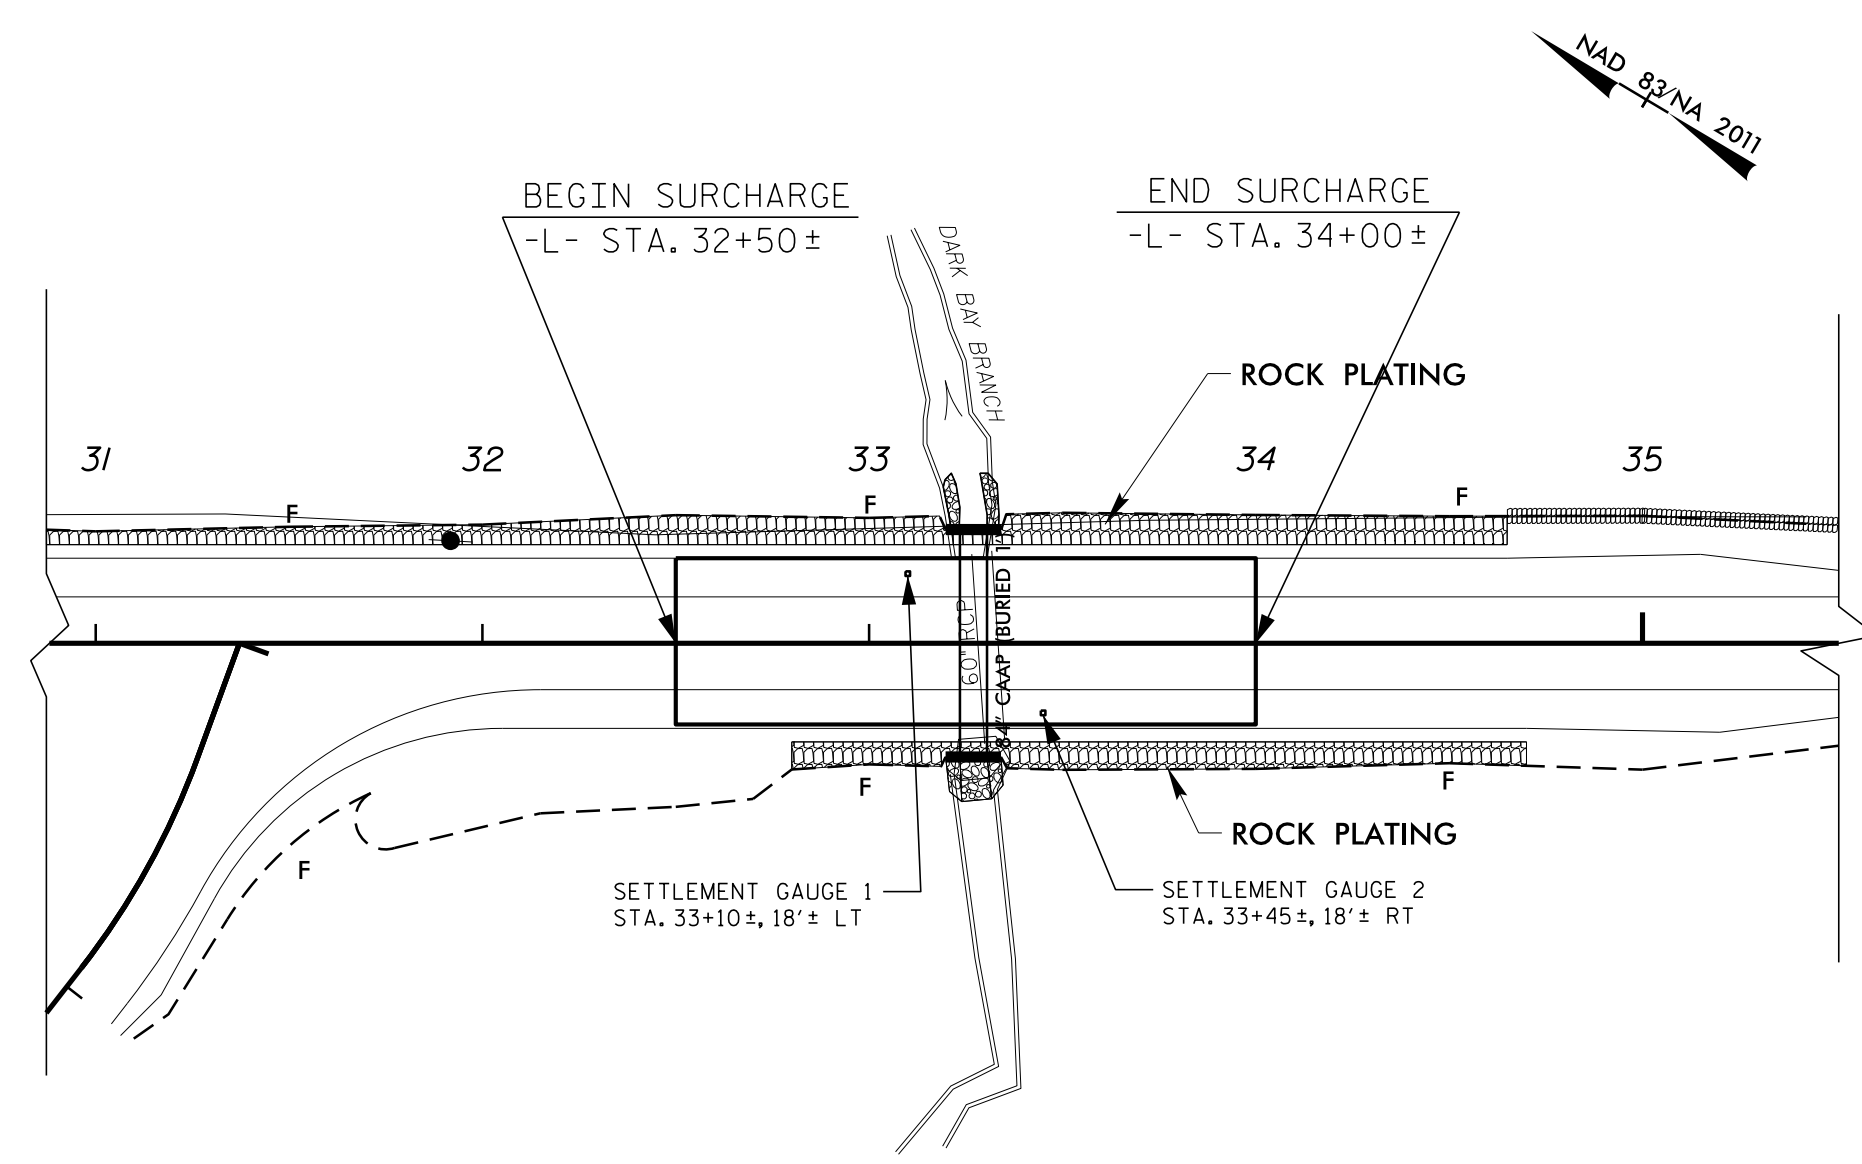 NAD 83/NA 2011
BEGIN SURCHARGE
-L- STA. 32+50±
END SURCHARGE
-L- STA. 34+00±
DARK BAY BRANCH
ROCK PLATING
31
32
33
34
35
F
F
F
60" RCP
84" CAAP (BURIED 1')
F
F
F
ROCK PLATING
SETTLEMENT GAUGE 1
STA. 33+10±, 18'± LT
SETTLEMENT GAUGE 2
STA. 33+45±, 18'± RT